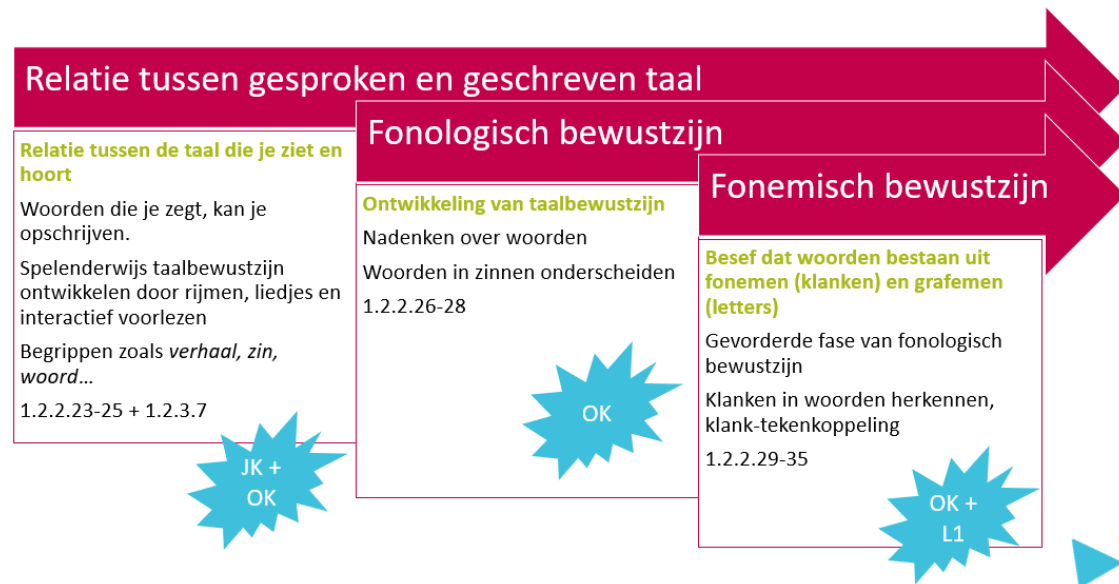 Relatie tussen gesproken en geschreven taal
Relatie tussen de taal die je ziet en
hoort
Woorden die je zegt, kan je
opschrijven.
Spelenderwijs taalbewustzijn
ontwikkelen door rijmen, liedjes en
interactief voorlezen
Begrippen zoals verhaal, zin,
woord…
1.2.2.23-25 + 1.2.3.7
JK +
OK
Fonologisch bewustzijn
Ontwikkeling van taalbewustzijn
Nadenken over woorden
Woorden in zinnen onderscheiden
1.2.2.26-28
OK
Fonemisch bewustzijn
Besef dat woorden bestaan uit
fonemen (klanken) en grafemen
(letters)
Gevorderde fase van fonologisch
bewustzijn
Klanken in woorden herkennen,
klank-tekenkoppeling
1.2.2.29-35
OK +
L1